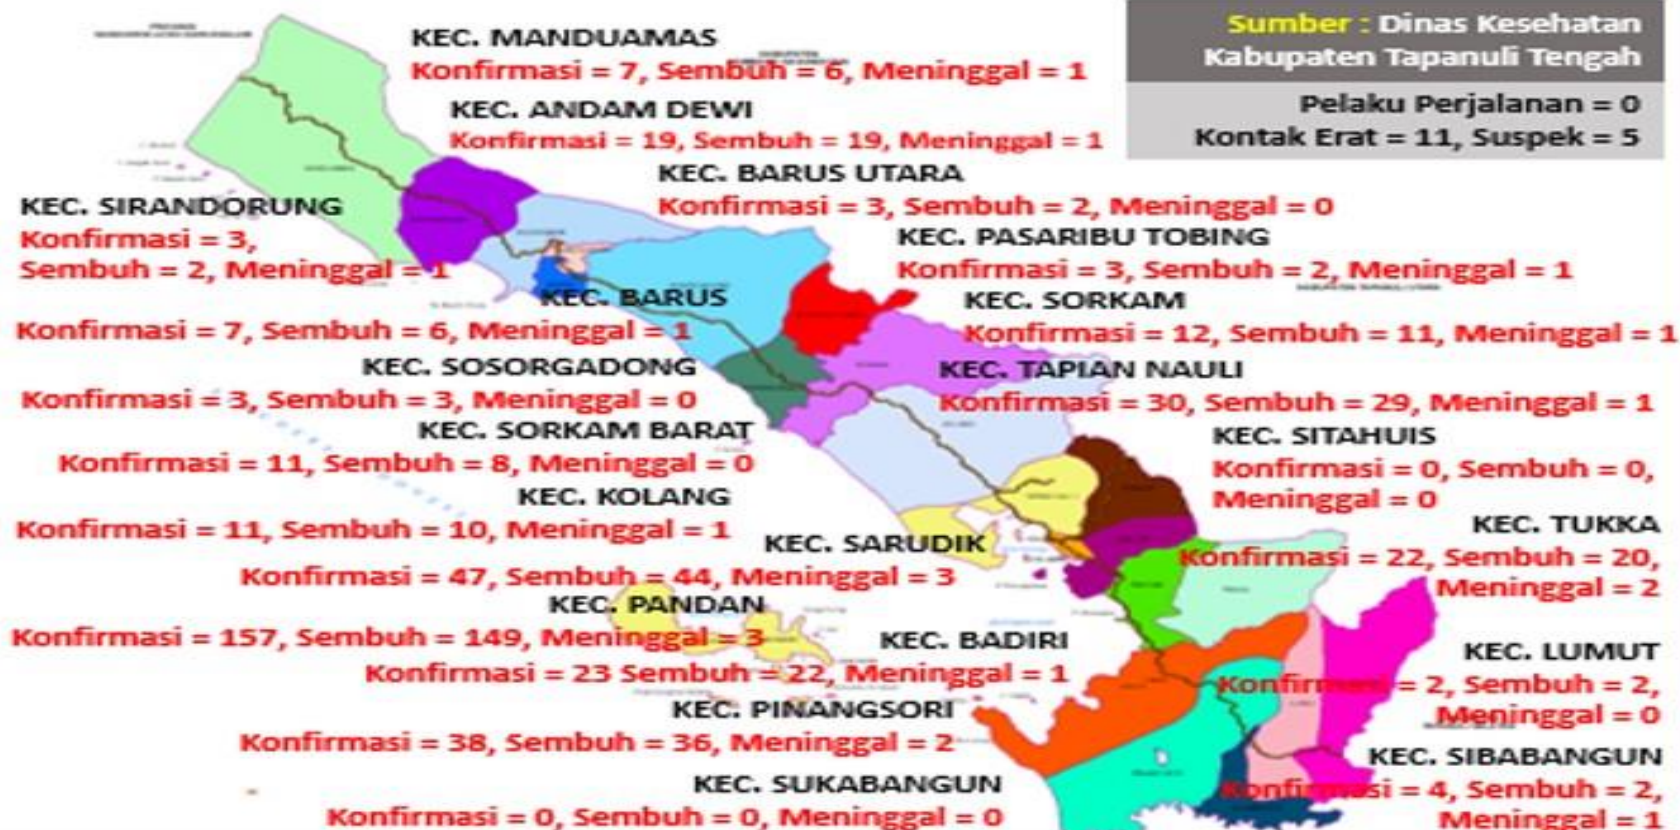 Sumber : Dinas Kesehatan
Kabupaten Tapanuli Tengah
Pelaku Perjalanan = 0
Kontak Erat = 11, Suspek = 5
KEC. MANDUAMAS
Konfirmasi = 7, Sembuh = 6, Meninggal = 1
KEC. ANDAM DEWI
Konfirmasi = 19, Sembuh = 19, Meninggal = 1
KEC. BARUS UTARA
Konfirmasi = 3, Sembuh = 2, Meninggal = 0
KEC. SIRANDORUNG
Konfirmasi = 3,
Sembuh = 2, Meninggal = 1
KEC. PASARIBU TOBING
Konfirmasi = 3, Sembuh = 2, Meninggal = 1
KEC. BARUS
Konfirmasi = 7, Sembuh = 6, Meninggal = 1
KEC. SORKAM
Konfirmasi = 12, Sembuh = 11, Meninggal = 1
KEC. SOSORGADONG
Konfirmasi = 3, Sembuh = 3, Meninggal = 0
KEC. TAPIAN NAULI
Konfirmasi = 30, Sembuh = 29, Meninggal = 1
KEC. SORKAM BARAT
Konfirmasi = 11, Sembuh = 8, Meninggal = 0
KEC. SITAHUIS
Konfirmasi = 0, Sembuh = 0,
Meninggal = 0
KEC. KOLANG
Konfirmasi = 11, Sembuh = 10, Meninggal = 1
KEC. TUKKA
Konfirmasi = 22, Sembuh = 20,
Meninggal = 2
KEC. SARUDIK
Konfirmasi = 47, Sembuh = 44, Meninggal = 3
KEC. PANDAN
Konfirmasi = 157, Sembuh = 149, Meninggal = 3
KEC. BADIRI
Konfirmasi = 23 Sembuh = 22, Meninggal = 1
KEC. LUMUT
Konfirmasi = 2, Sembuh = 2,
Meninggal = 0
KEC. PINANGSORI
Konfirmasi = 38, Sembuh = 36, Meninggal = 2
KEC. SIBABANGUN
Konfirmasi = 4, Sembuh = 2,
Meninggal = 1
KEC. SUKABANGUN
Konfirmasi = 0, Sembuh = 0, Meninggal = 0